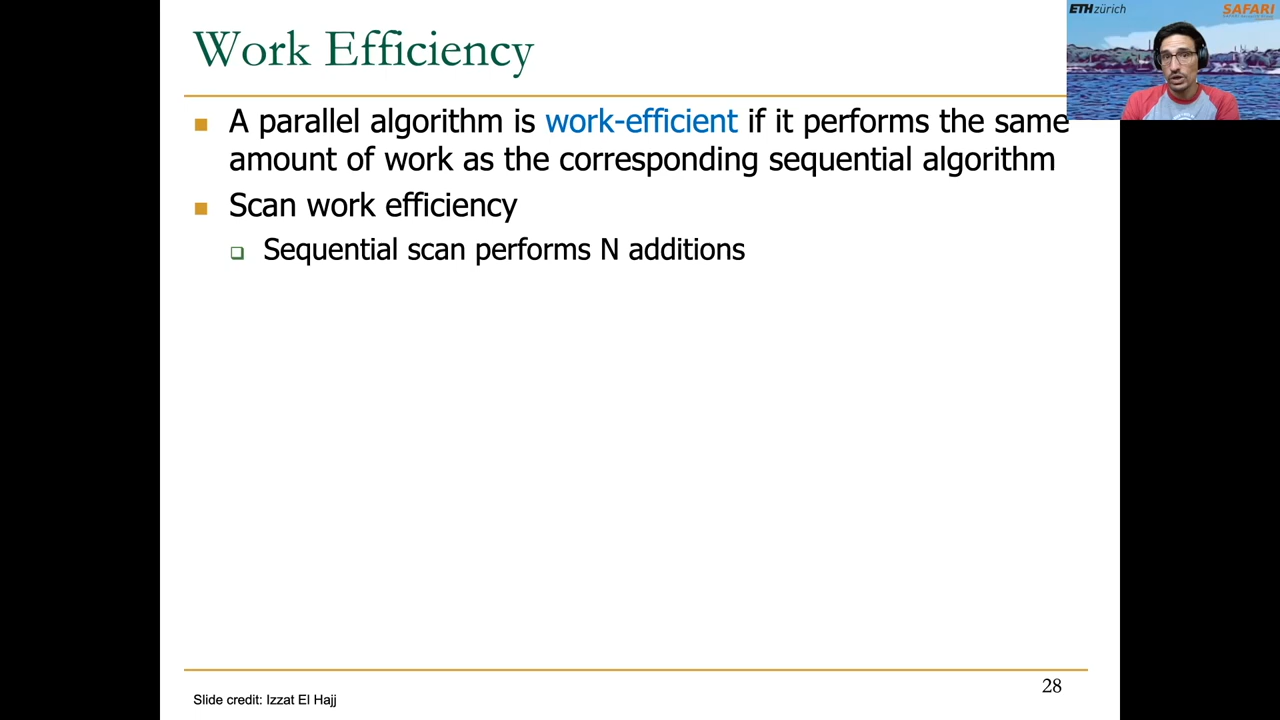 Work Efficiency
ETH zürich
SAFARI
A parallel algorithm is work-efficient if it performs the same
amount of work as the corresponding sequential algorithm
Scan work efficiency
Sequential scan performs N additions
Slide credit: Izzat El Hajj
28